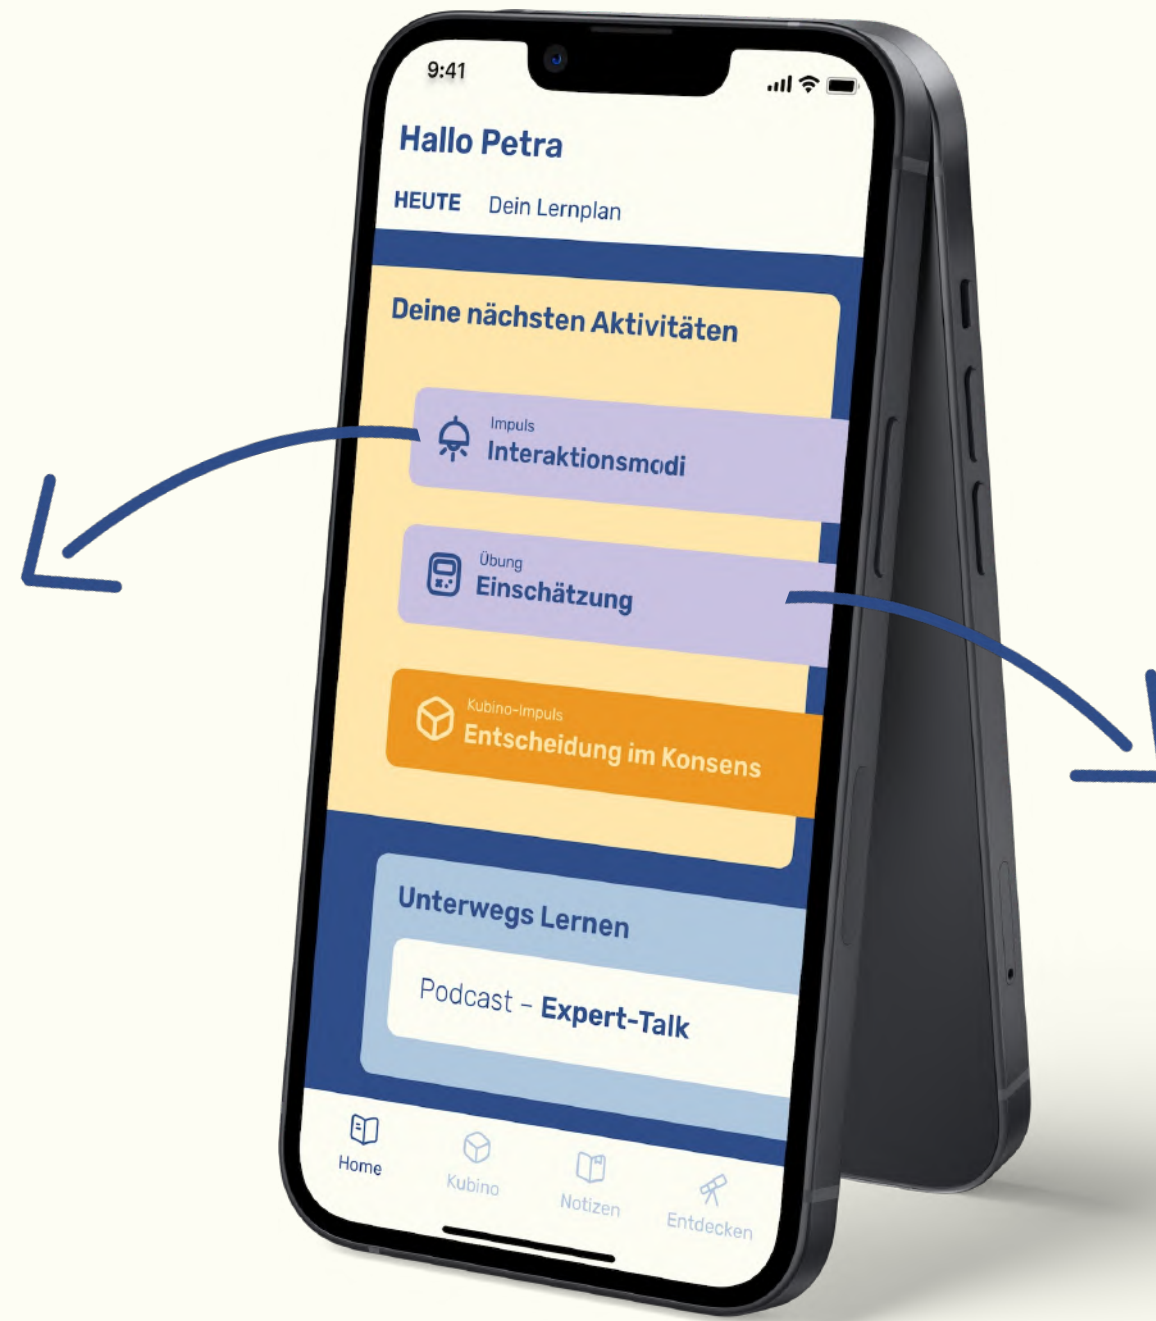 9:41
Hallo Petra
HEUTE Dein Lernplan
Deine nächsten Aktivitäten
Impuls
Interaktionsmodi
Übung
Einschätzung
Kubino-Impuls
Entscheidung im Konsens
Unterwegs Lernen
Podcast – Expert-Talk
Home
Kubino
Notizen
Entdecken